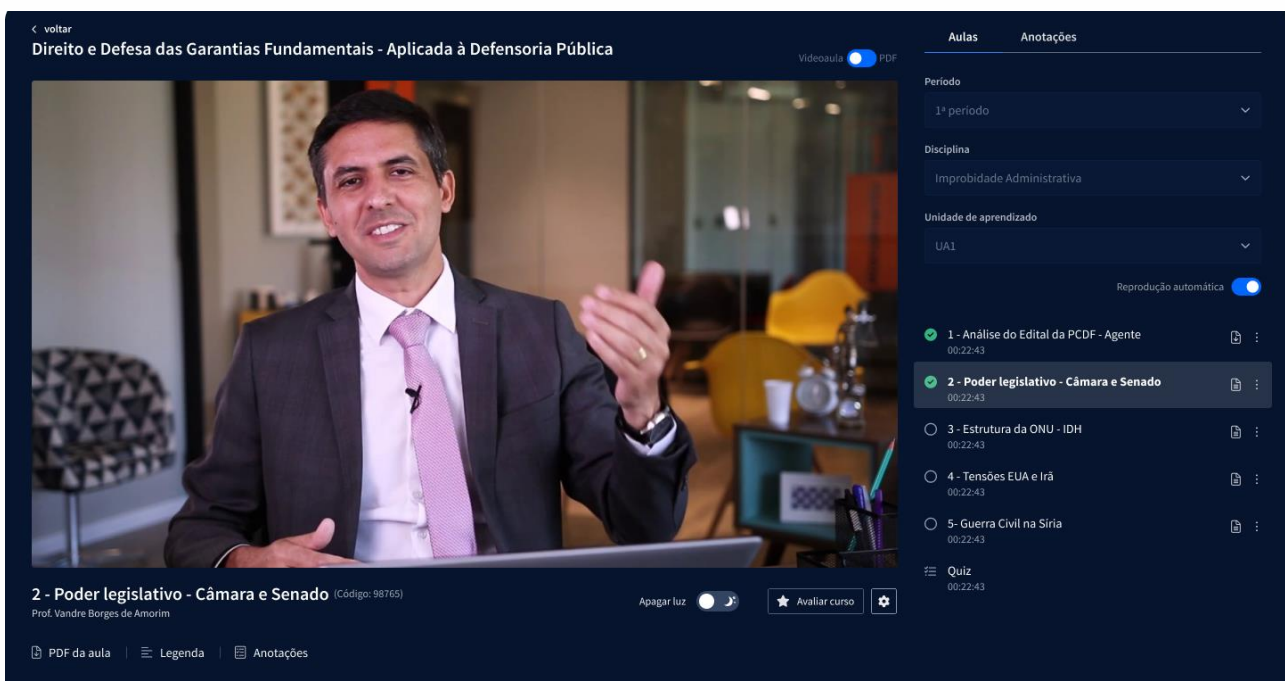 voltar
Direito e Defesa das Garantias Fundamentais - Aplicada à Defensoria Pública
Videoaula PDF
2 - Poder legislativo - Câmara e Senado (Código: 98765)
Prof. Vandre Borges de Amorim
Apagar luz
Avaliar curso
PDF da aula
Legenda
Anotações
Aulas
Anotações
Período
1ª período
Disciplina
Improbidade Administrativa
Unidade de aprendizado
UA1
Reprodução automática
1 - Análise do Edital da PCDF - Agente
00:22:43
2 - Poder legislativo - Câmara e Senado
00:22:43
3 - Estrutura da ONU - IDH
00:22:43
4 - Tensões EUA e Irã
00:22:43
5- Guerra Civil na Síria
00:22:43
Quiz
00:22:43